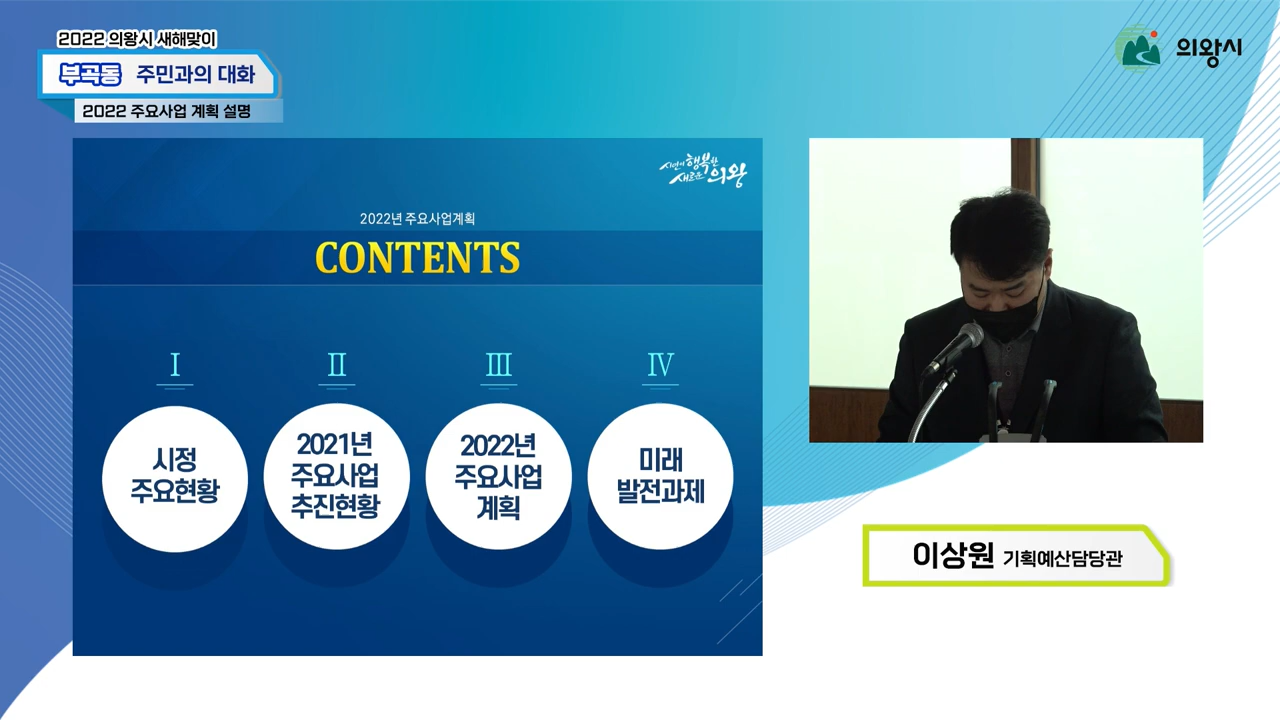 2022 의왕시 새해맞이
부곡동 주민과의 대화
2022 주요사업 계획 설명
의왕시
시민이 행복한
새로운 의왕
2022년 주요사업계획
CONTENTS
Ⅰ
시정
주요현황
Ⅱ
2021년
주요사업
추진현황
Ⅲ
2022년
주요사업
계획
Ⅳ
미래
발전과제
이상원 기획예산담당관